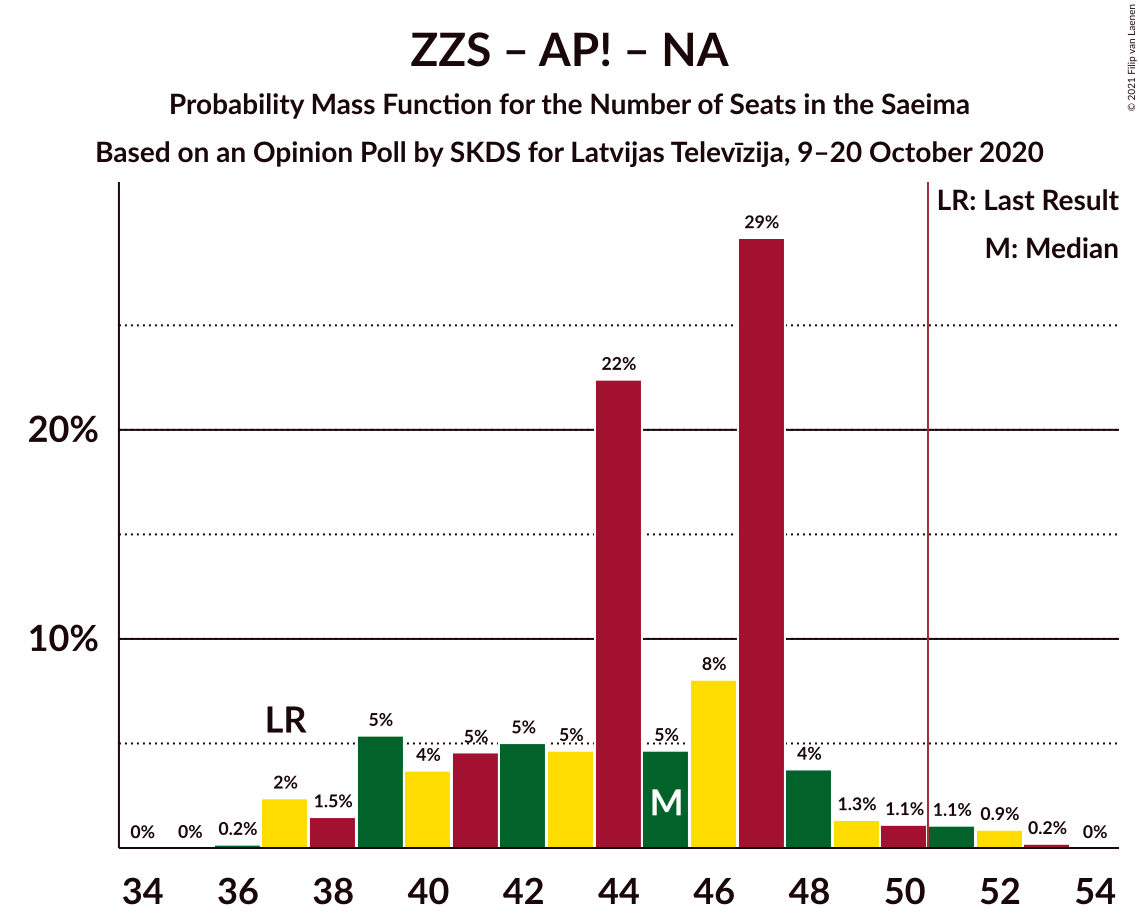 ZZS – AP! – NA
Probability Mass Function for the Number of Seats in the Saeima
Based on an Opinion Poll by SKDS for Latvijas Televīzija, 9–20 October 2020
© 2021 Filip van Laenen
LR: Last Result
M: Median
29%
22%
20%
10%
8%
LR
5% 4% 5% 5% 5% 5% 4%
2% 1.5% 1.3% 1.1% 1.1% 0.9%
M
0% 0% 0.2% 0.2% 0%
34 36 38 40 42 44 46 48 50 52 54